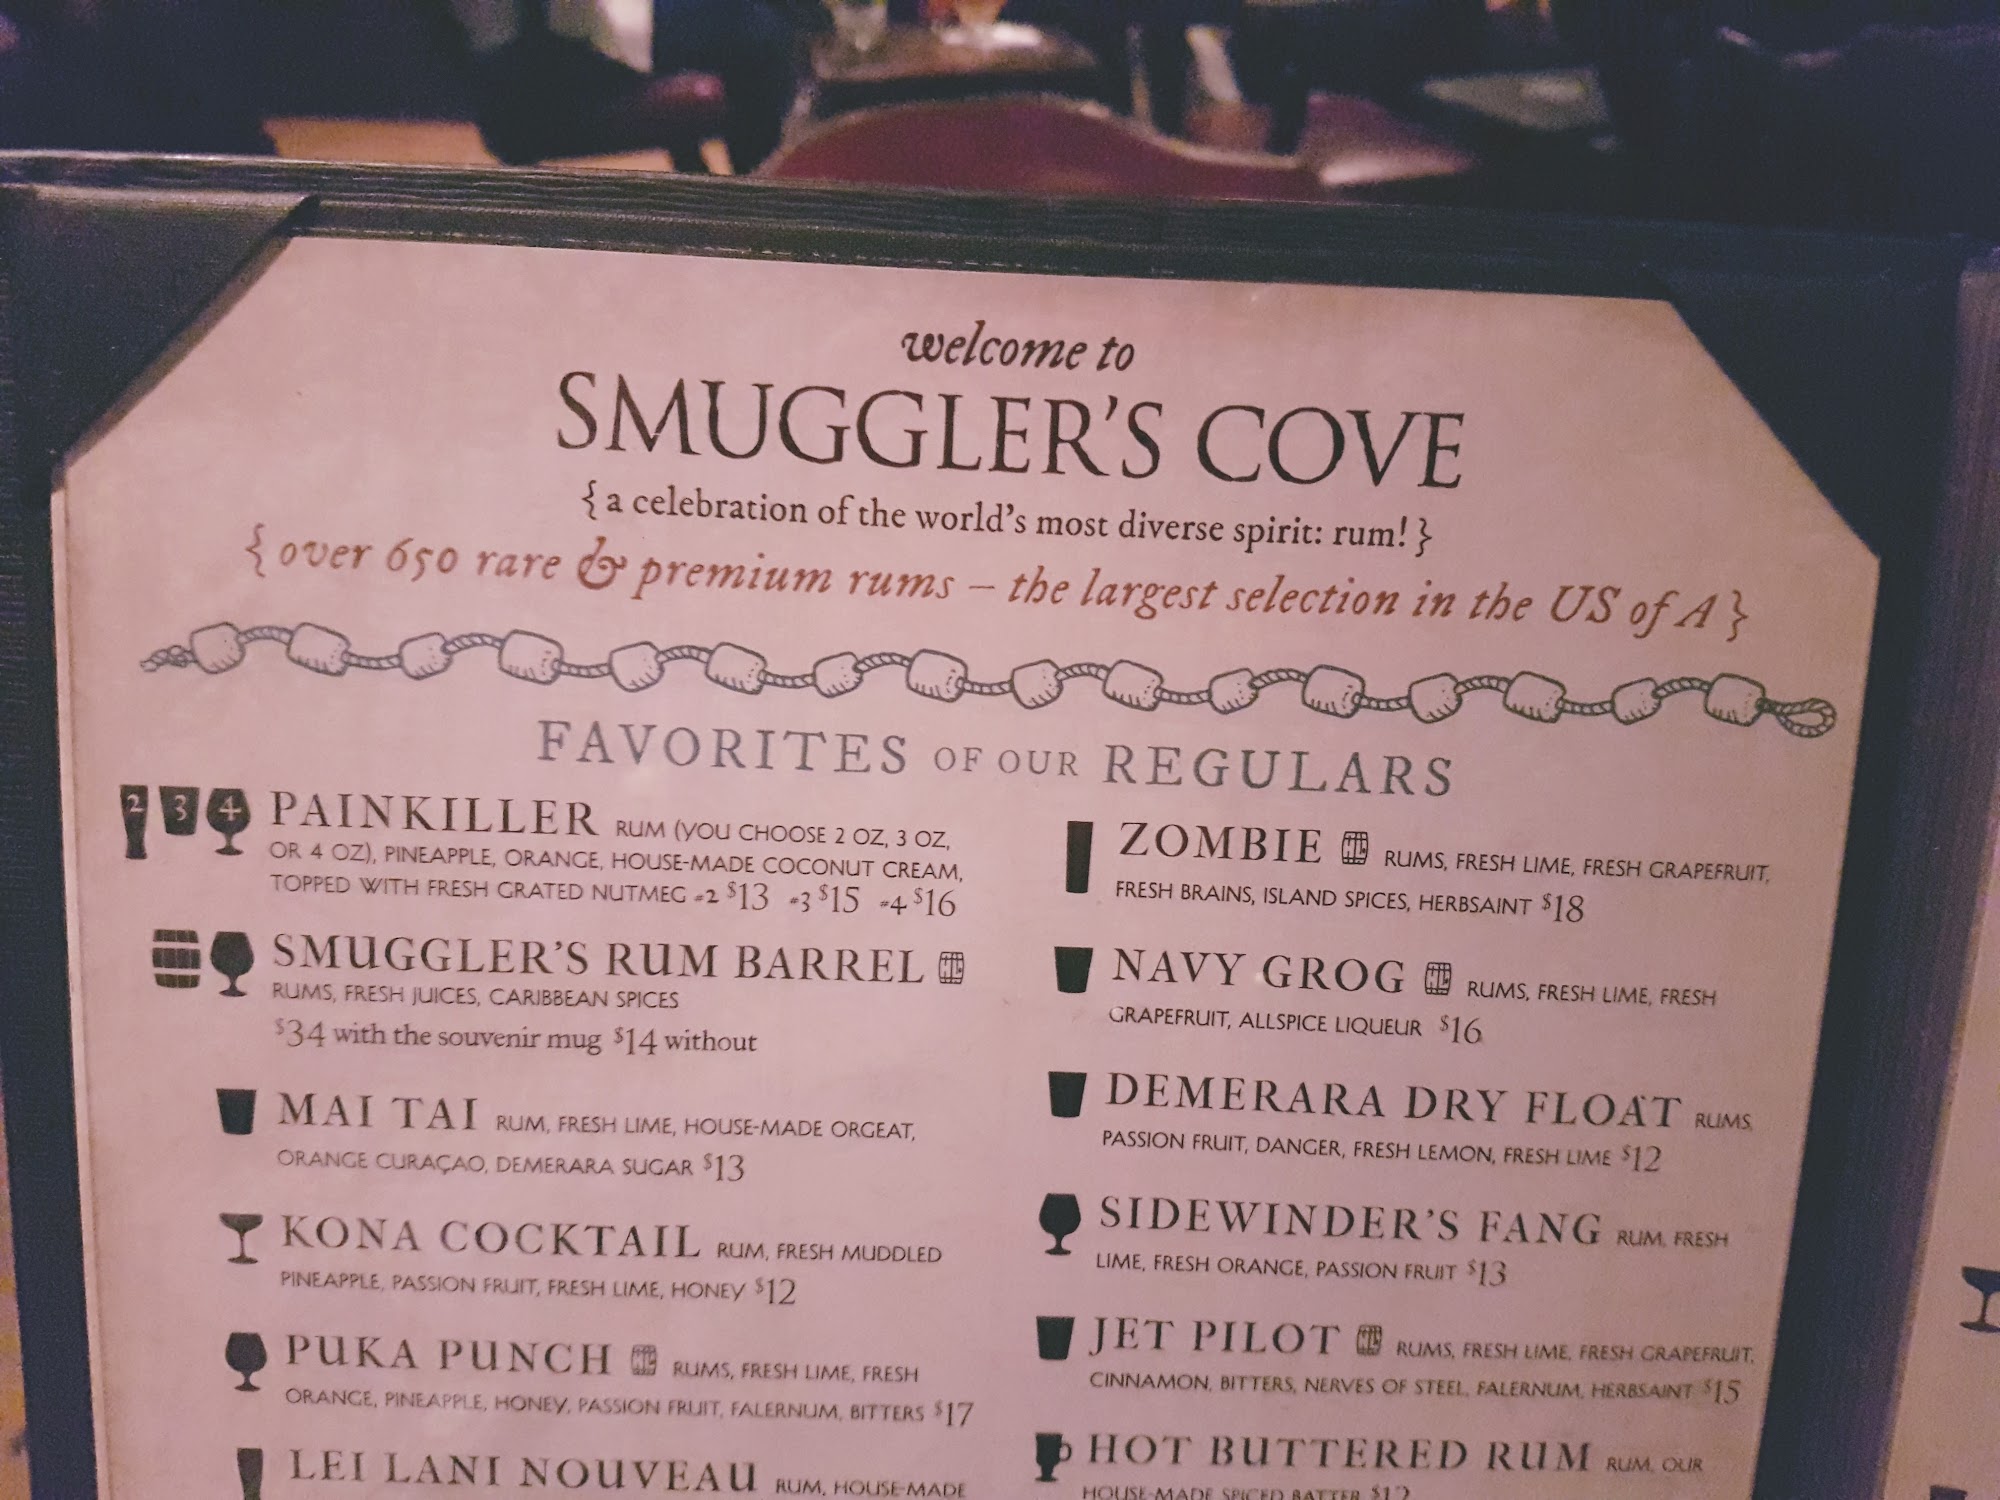 welcome to
SMUGGLER'S COVE
{ a celebration of the world's most diverse spirit: rum! }
{ over 650 rare & premium rums – the largest selection in the US of A }
FAVORITES OF OUR REGULARS
2 3 4 PAINKILLER RUM (YOU CHOOSE 2 OZ, 3 OZ,
OR 4 OZ), PINEAPPLE, ORANGE, HOUSE-MADE COCONUT CREAM,
TOPPED WITH FRESH GRATED NUTMEG =2 $13 =3 $15 =4 $16
SMUGGLER'S RUM BARREL
RUMS, FRESH JUICES, CARIBBEAN SPICES
$34 with the souvenir mug $14 without
MAI TAI RUM, FRESH LIME, HOUSE-MADE ORGEAT,
ORANGE CURAÇAO, DEMERARA SUGAR $13
KONA COCKTAIL RUM, FRESH MUDDLED
PINEAPPLE, PASSION FRUIT, FRESH LIME, HONEY $12
PUKA PUNCH RUMS, FRESH LIME, FRESH
ORANGE, PINEAPPLE, HONEY, PASSION FRUIT, FALERNUM, BITTERS $17
LEI LANI NOUVEAU RUM, HOUSE-MADE
ZOMBIE RUMS, FRESH LIME, FRESH GRAPEFRUIT,
FRESH BRAINS, ISLAND SPICES, HERBSAINT $18
NAVY GROG RUMS, FRESH LIME, FRESH
GRAPEFRUIT, ALLSPICE LIQUEUR $16
DEMERARA DRY FLOAT RUMS,
PASSION FRUIT, DANGER, FRESH LEMON, FRESH LIME $12
SIDEWINDER'S FANG RUM, FRESH
LIME, FRESH ORANGE, PASSION FRUIT $13
JET PILOT RUMS, FRESH LIME, FRESH GRAPEFRUIT,
CINNAMON, BITTERS, NERVES OF STEEL, FALERNUM, HERBSAINT $15
HOT BUTTERED RUM RUM, OUR
HOUSE-MADE SPICED BATTER $12